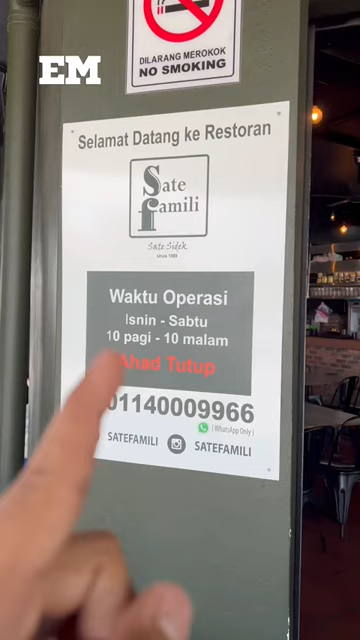 DILARANG MEROKOK
NO SMOKING
EM
Selamat Datang ke Restoran
Sate
famili
Sate Sidek
since 1989
Waktu Operasi
Isnin - Sabtu
10 pagi - 10 malam
Ahad Tutup
01140009966
( WhatsApp Only )
SATEFAMILI
SATEFAMILI